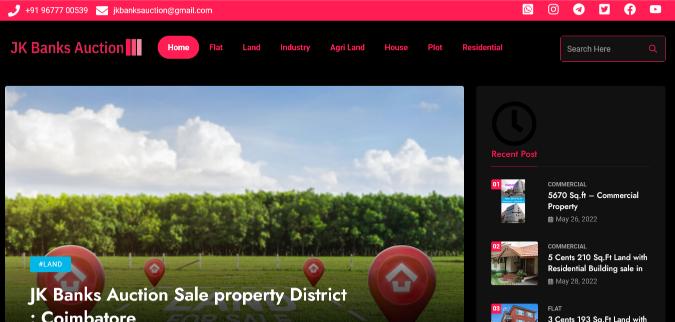 +91 96777 00539 jkbanksauction@gmail.com
JK Banks Auction
Home Flat Land Industry Agri Land House Plot Residential
Search Here
Recent Post
01
COMMERCIAL
5670 Sq.ft – Commercial
Property
May 26, 2022
02
COMMERCIAL
5 Cents 210 Sq.Ft Land with
Residential Building sale in
May 28, 2022
03
FLAT
3 Cents 193 Sq.Ft Land with
#LAND
JK Banks Auction Sale property District
: Coimbatore